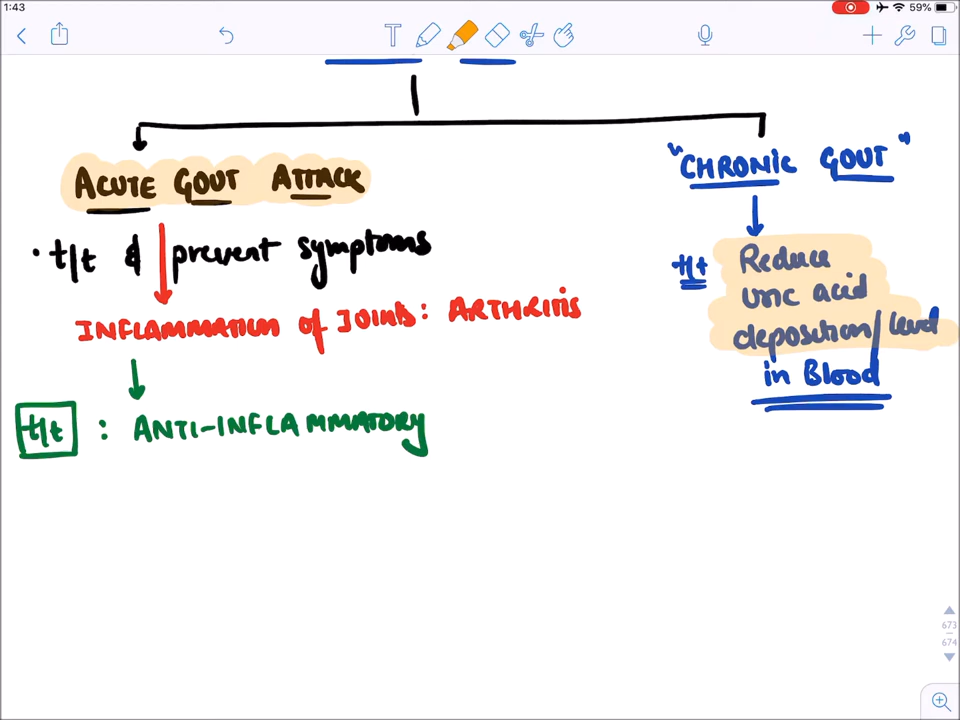 1:43
59%
T
ACUTE GOUT ATTACK
"CHRONIC GOUT"
• t/t & prevent symptoms
t/t Reduce
Uric acid
deposition/level
in Blood
INFLAMMATION of JOINTS: ARTHRITIS
t/t : ANTI-INFLAMMATORY
673
674